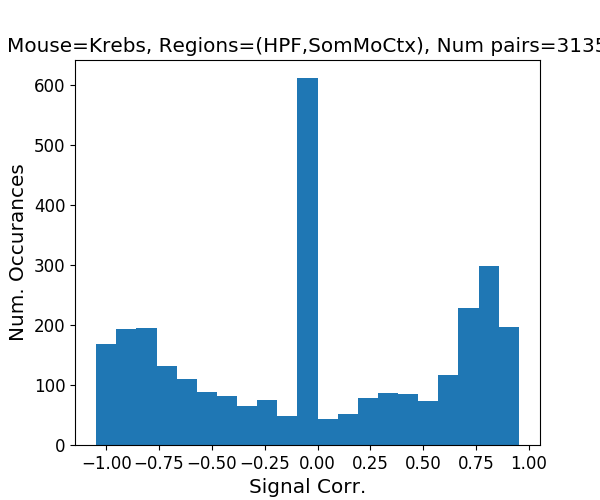 Mouse=Krebs, Regions=(HPF,SomMoCtx), Num pairs=3135
600
500
400
300
200
100
0
Num. Occurances
−1.00 −0.75 −0.50 −0.25 0.00 0.25 0.50 0.75 1.00
Signal Corr.